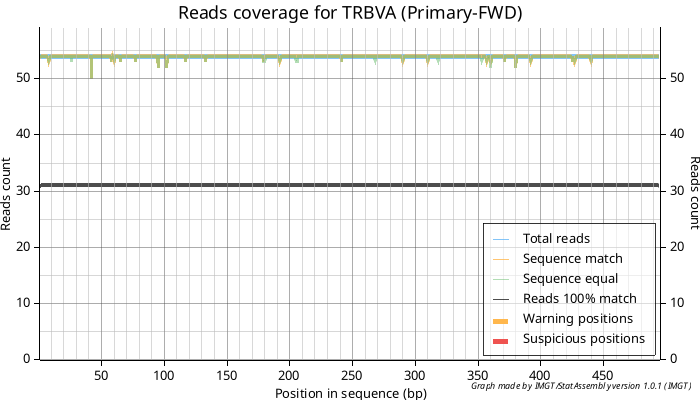 Reads coverage for TRBVA (Primary-FWD)
Reads count
50
40
30
20
10
0
50
40
30
20
10
0
Reads count
Total reads
Sequence match
Sequence equal
Reads 100% match
Warning positions
Suspicious positions
50 100 150 200 250 300 350 400 450
Position in sequence (bp)
Graph made by IMGT/StatAssembly version 1.0.1 (IMGT)